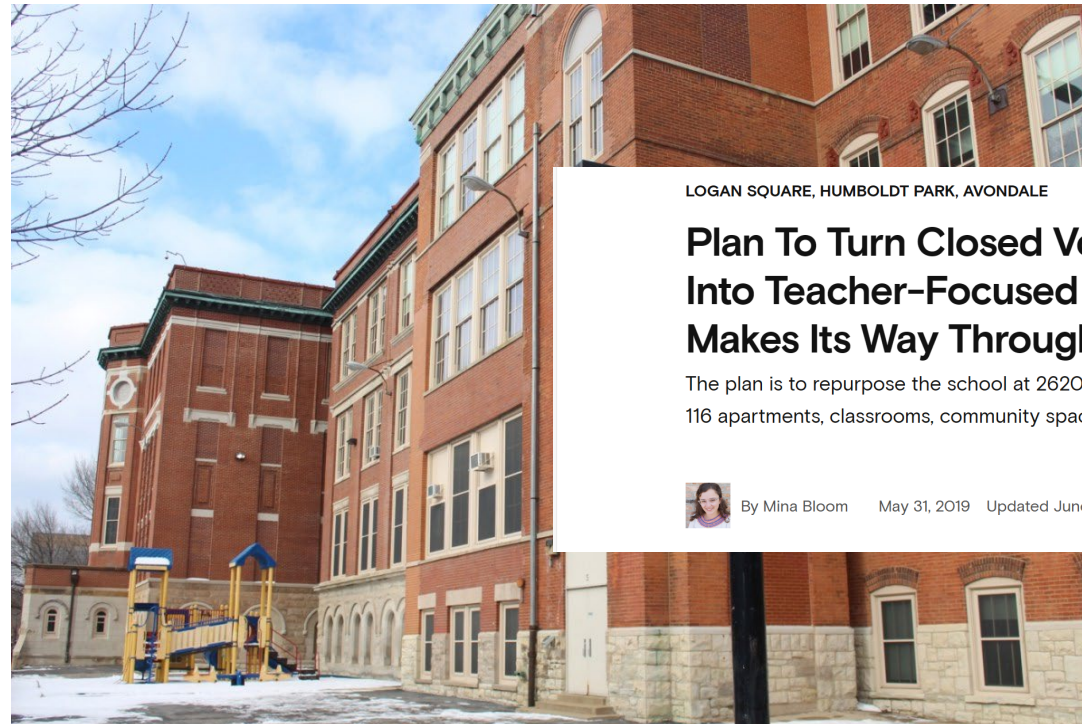 LOGAN SQUARE, HUMBOLDT PARK, AVONDALE
Plan To Turn Closed
Into Teacher-Focused
Makes Its Way
The plan is to repurpose the school at 2620
116 apartments, classrooms, community
By Mina Bloom May 31, 2019 Updated